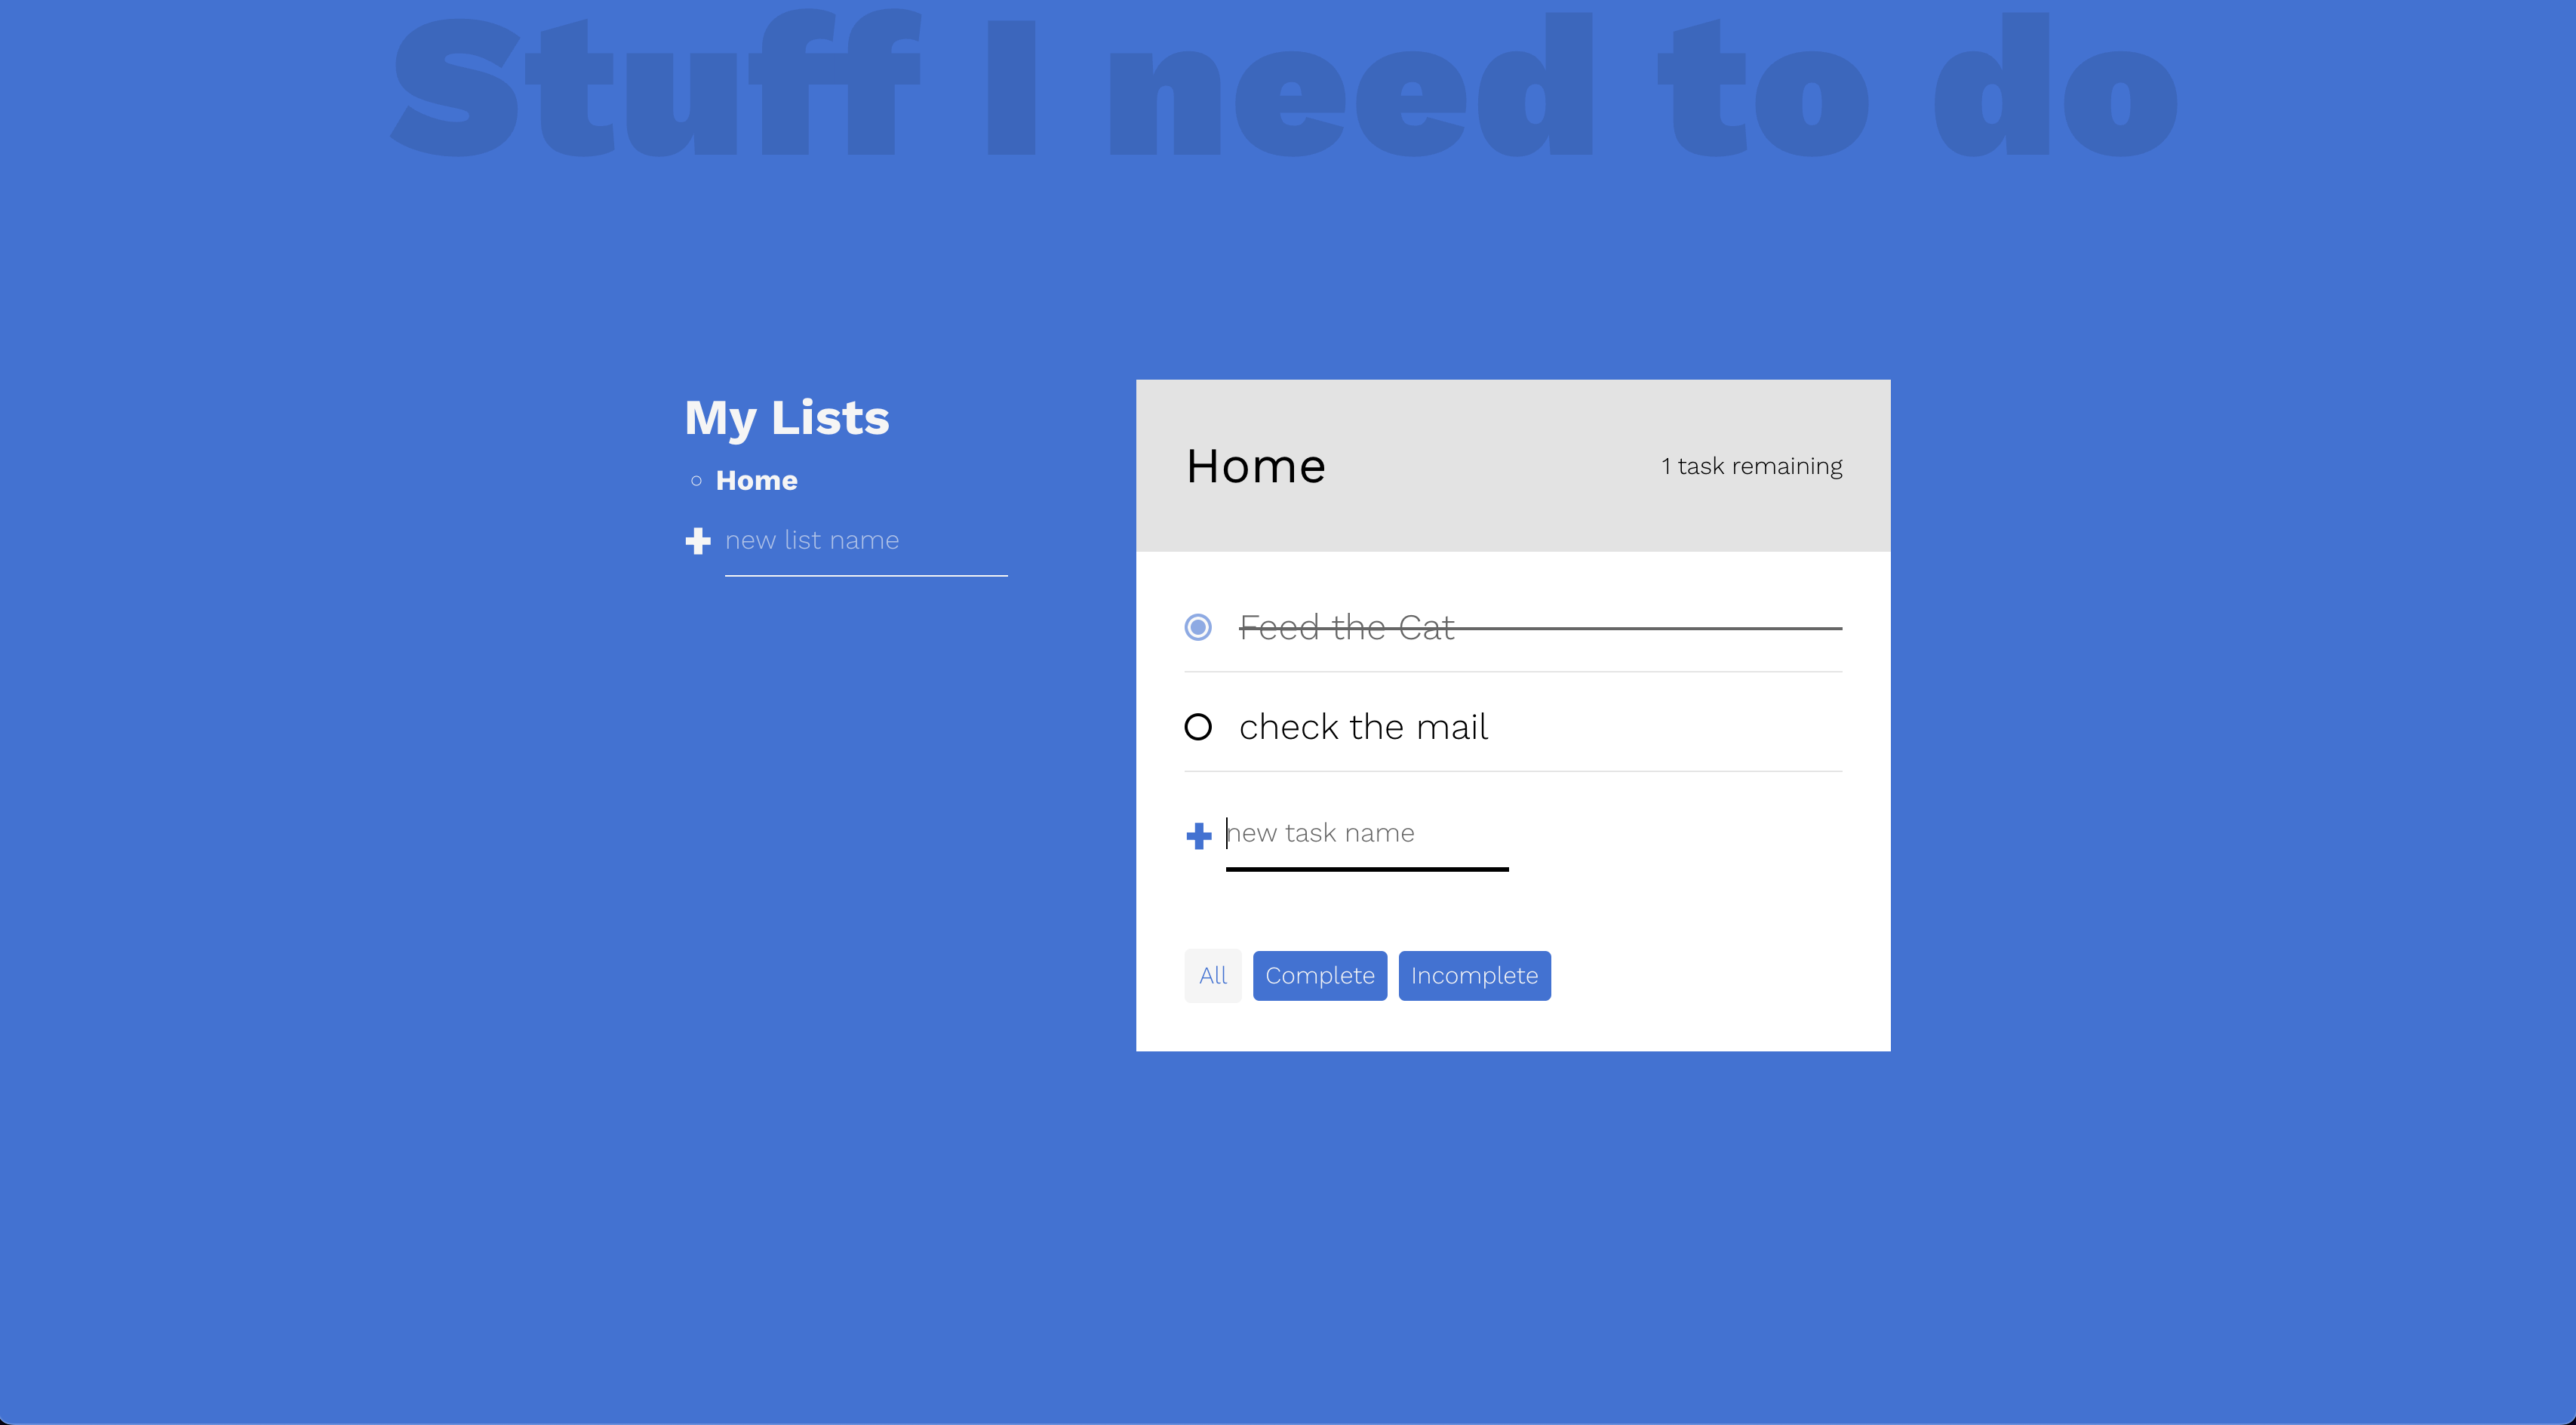 Stuff I need to do
My Lists
Home
new list name
Home
1 task remaining
Feed the Cat
check the mail
new task name
All
Complete
Incomplete